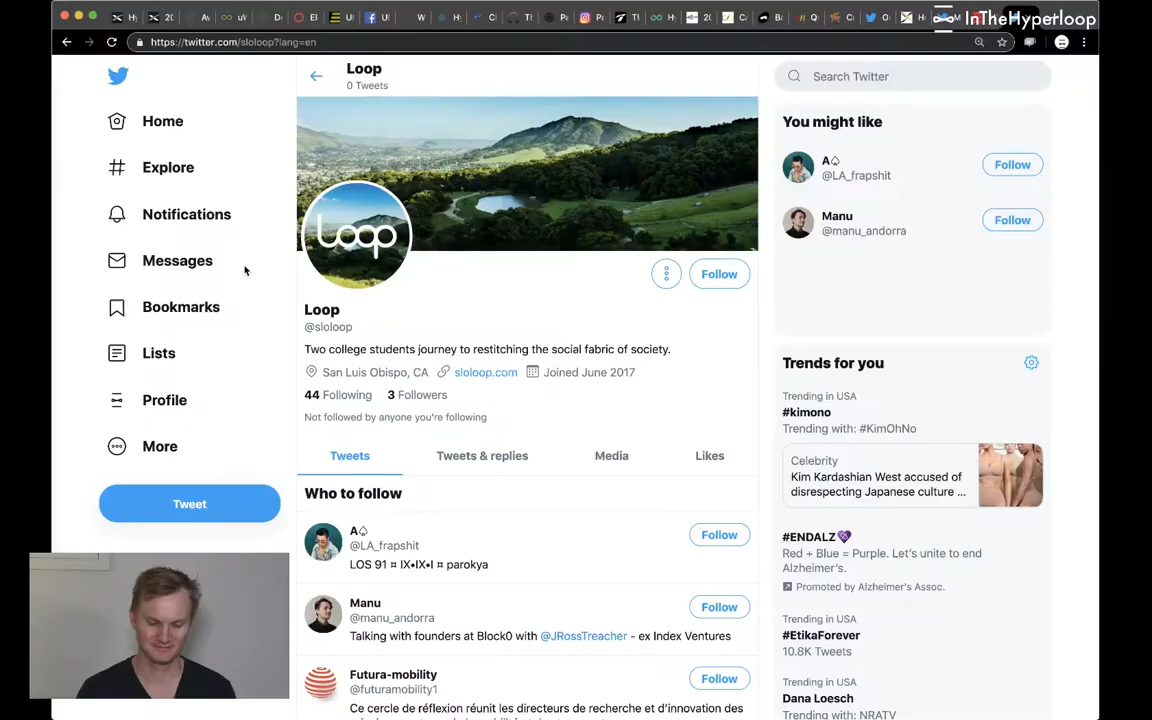 InTheHyperloop
https://twitter.com/sloloop?lang=en
Home
Explore
Notifications
Messages
Bookmarks
Lists
Profile
More
Tweet
Loop
0 Tweets
loop
Follow
Loop
@sloloop
Two college students journey to restitching the social fabric of society.
San Luis Obispo, CA sloloop.com Joined June 2017
44 Following 3 Followers
Not followed by anyone you're following
Tweets Tweets & replies Media Likes
Who to follow
A♤
@LA_frapshit
Follow
LOS 91 ¤ IX•IX•I ¤ parokya
Manu
@manu_andorra
Follow
Talking with founders at Block0 with @JRossTreacher - ex Index Ventures
Futura-mobility
@futuramobility1
Follow
Ce cercle de réflexion réunit les directeurs de recherche et d'innovation des
Search Twitter
You might like
A♤
@LA_frapshit
Follow
Manu
@manu_andorra
Follow
Trends for you
Trending in USA
#kimono
Trending with: #KimOhNo
Celebrity
Kim Kardashian West accused of
disrespecting Japanese culture ...
#ENDALZ
Red + Blue = Purple. Let's unite to end
Alzheimer's.
Promoted by Alzheimer's Assoc.
Trending in USA
#EtikaForever
10.8K Tweets
Trending in USA
Dana Loesch
Trending with: NRATV